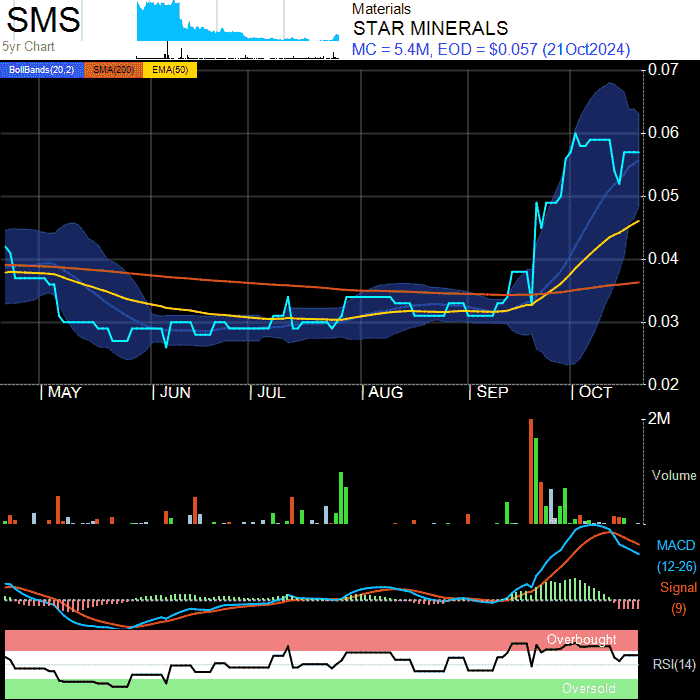 SMS
5yr Chart
Materials
STAR MINERALS
MC = 5.4M, EOD = $0.057 (21Oct2024)
BollBands(20,2) SMA(200) EMA(50)
0.07
0.06
0.05
0.04
0.03
0.02
MAY JUN JUL AUG SEP OCT
2M
Volume
MACD
(12-26)
Signal
(9)
Overbought
RSI(14)
Oversold